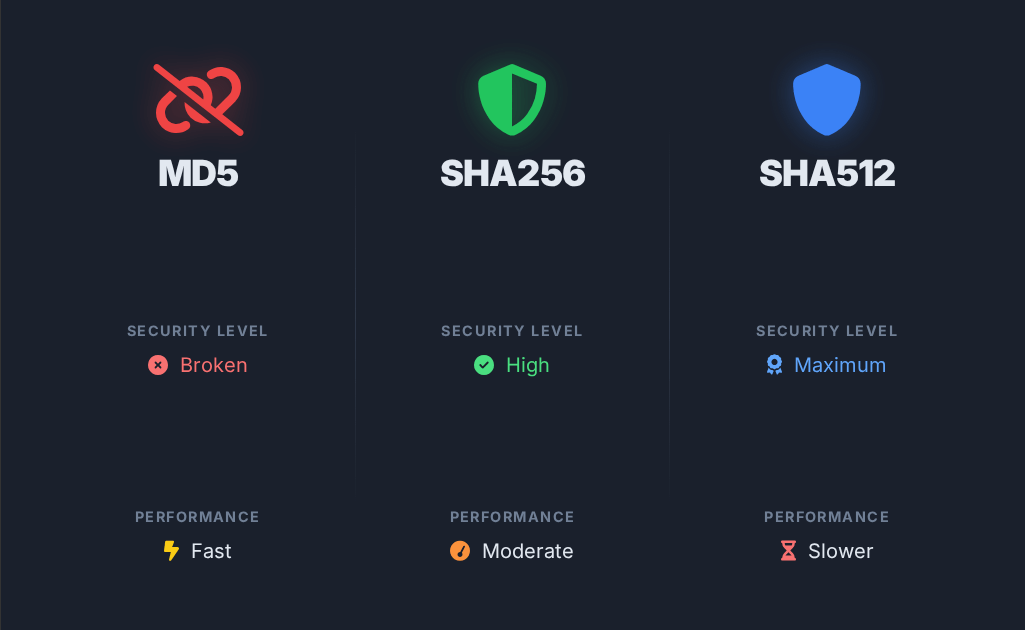 MD5
SHA256
SHA512
SECURITY LEVEL
Broken
SECURITY LEVEL
High
SECURITY LEVEL
Maximum
PERFORMANCE
Fast
PERFORMANCE
Moderate
PERFORMANCE
Slower